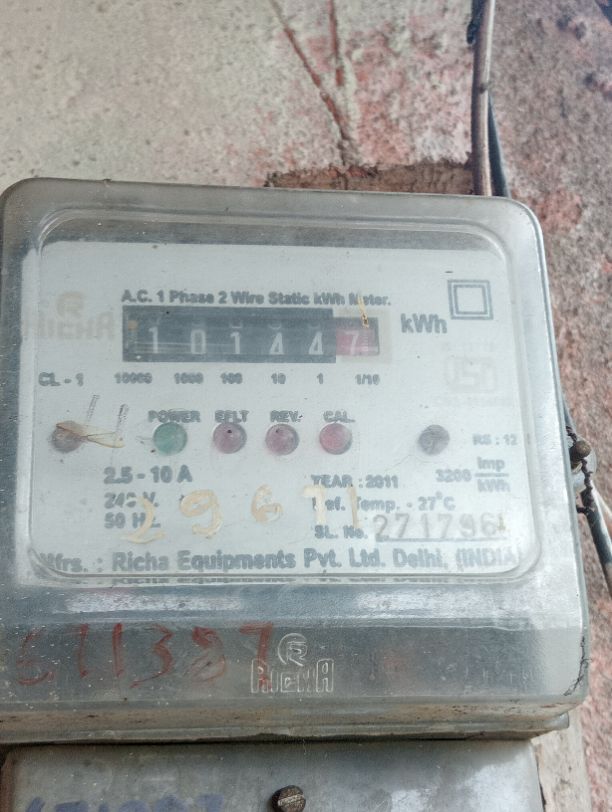 A.C. 1 Phase 2 Wire Static kWh Meter.
RICHA
1 0 1 4 4 7 kWh
CL - 1 10000 1000 100 10 1 1/10
POWER EFLT REV. CAL.
2.5 - 10 A
YEAR : 2011 3200 imp/kWh
240 V.
Ref. Temp. - 27°C
50 Hz.
SL. No. 2717961
29671
Mfrs. : Richa Equipments Pvt. Ltd. Delhi, (INDIA)
RICHA